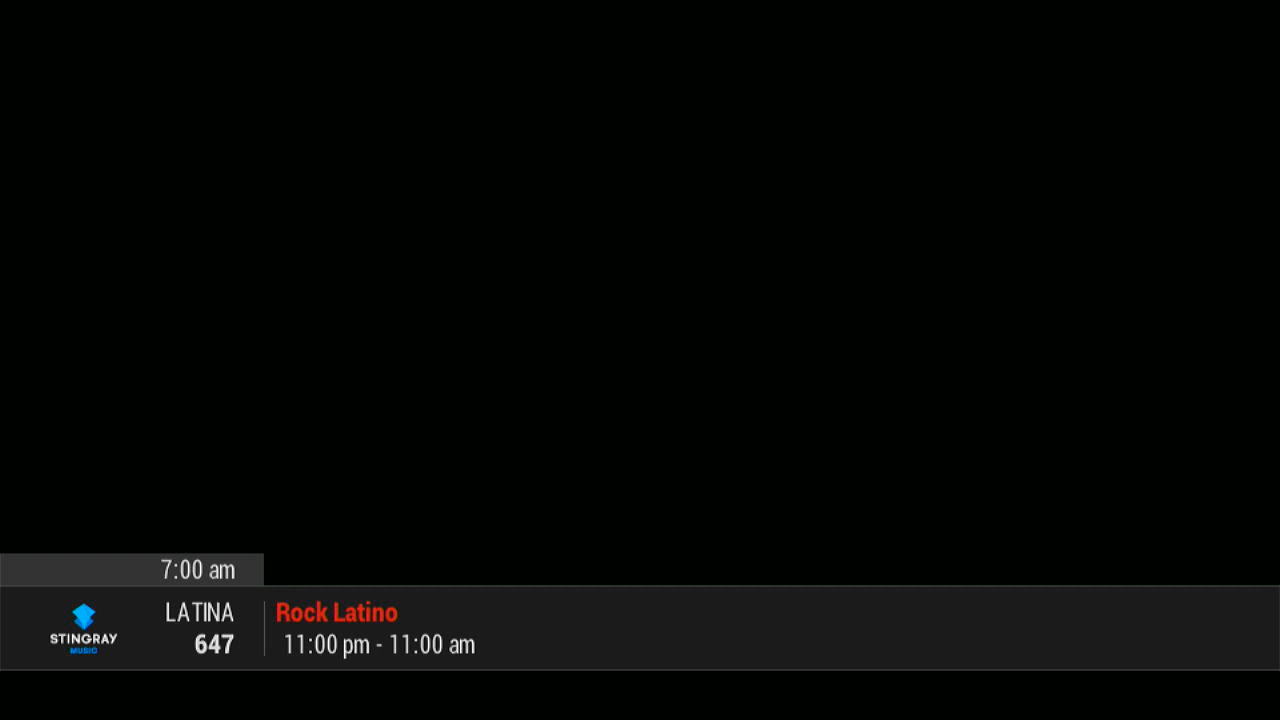 7:00 am
STINGRAY
MUSIC
LATINA
647
Rock Latino
11:00 pm - 11:00 am